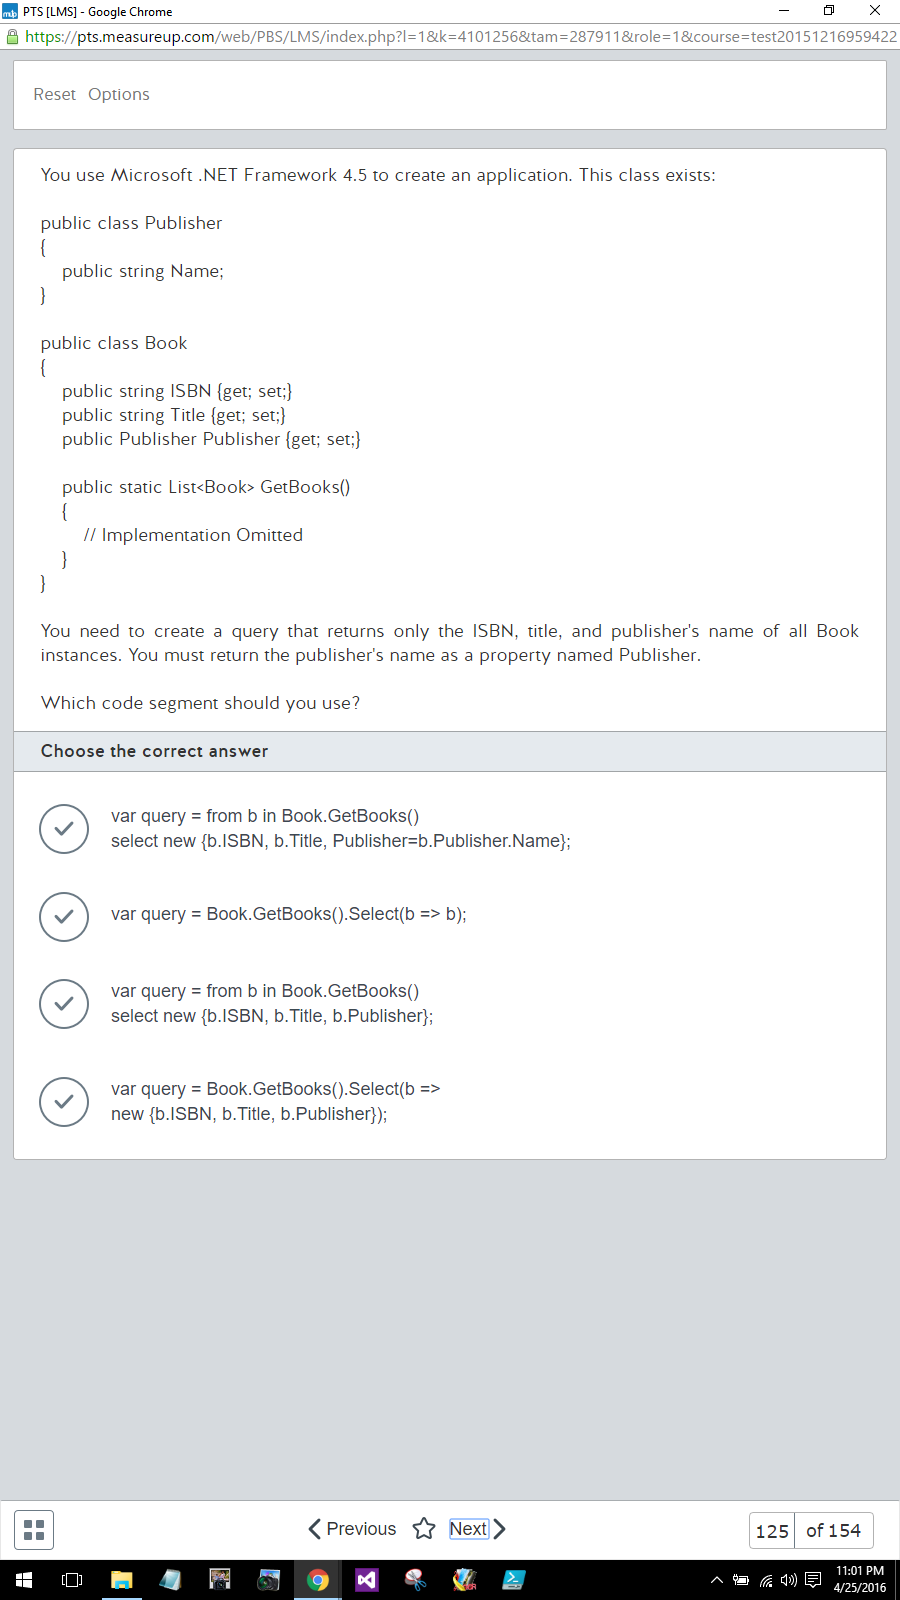 PTS [LMS] - Google Chrome
https://pts.measureup.com/web/PBS/LMS/index.php?l=1&k=4101256&tam=287911&role=1&course=test20151216959422
Reset Options
You use Microsoft .NET Framework 4.5 to create an application. This class exists:
public class Publisher
{
public string Name;
}
public class Book
{
public string ISBN {get; set;}
public string Title {get; set;}
public Publisher Publisher {get; set;}
public static List<Book> GetBooks()
{
// Implementation Omitted
}
}
You need to create a query that returns only the ISBN, title, and publisher's name of all Book
instances. You must return the publisher's name as a property named Publisher.
Which code segment should you use?
Choose the correct answer
var query = from b in Book.GetBooks()
select new {b.ISBN, b.Title, Publisher=b.Publisher.Name};
var query = Book.GetBooks().Select(b => b);
var query = from b in Book.GetBooks()
select new {b.ISBN, b.Title, b.Publisher};
var query = Book.GetBooks().Select(b =>
new {b.ISBN, b.Title, b.Publisher});
Previous Next 125 of 154
11:01 PM
4/25/2016